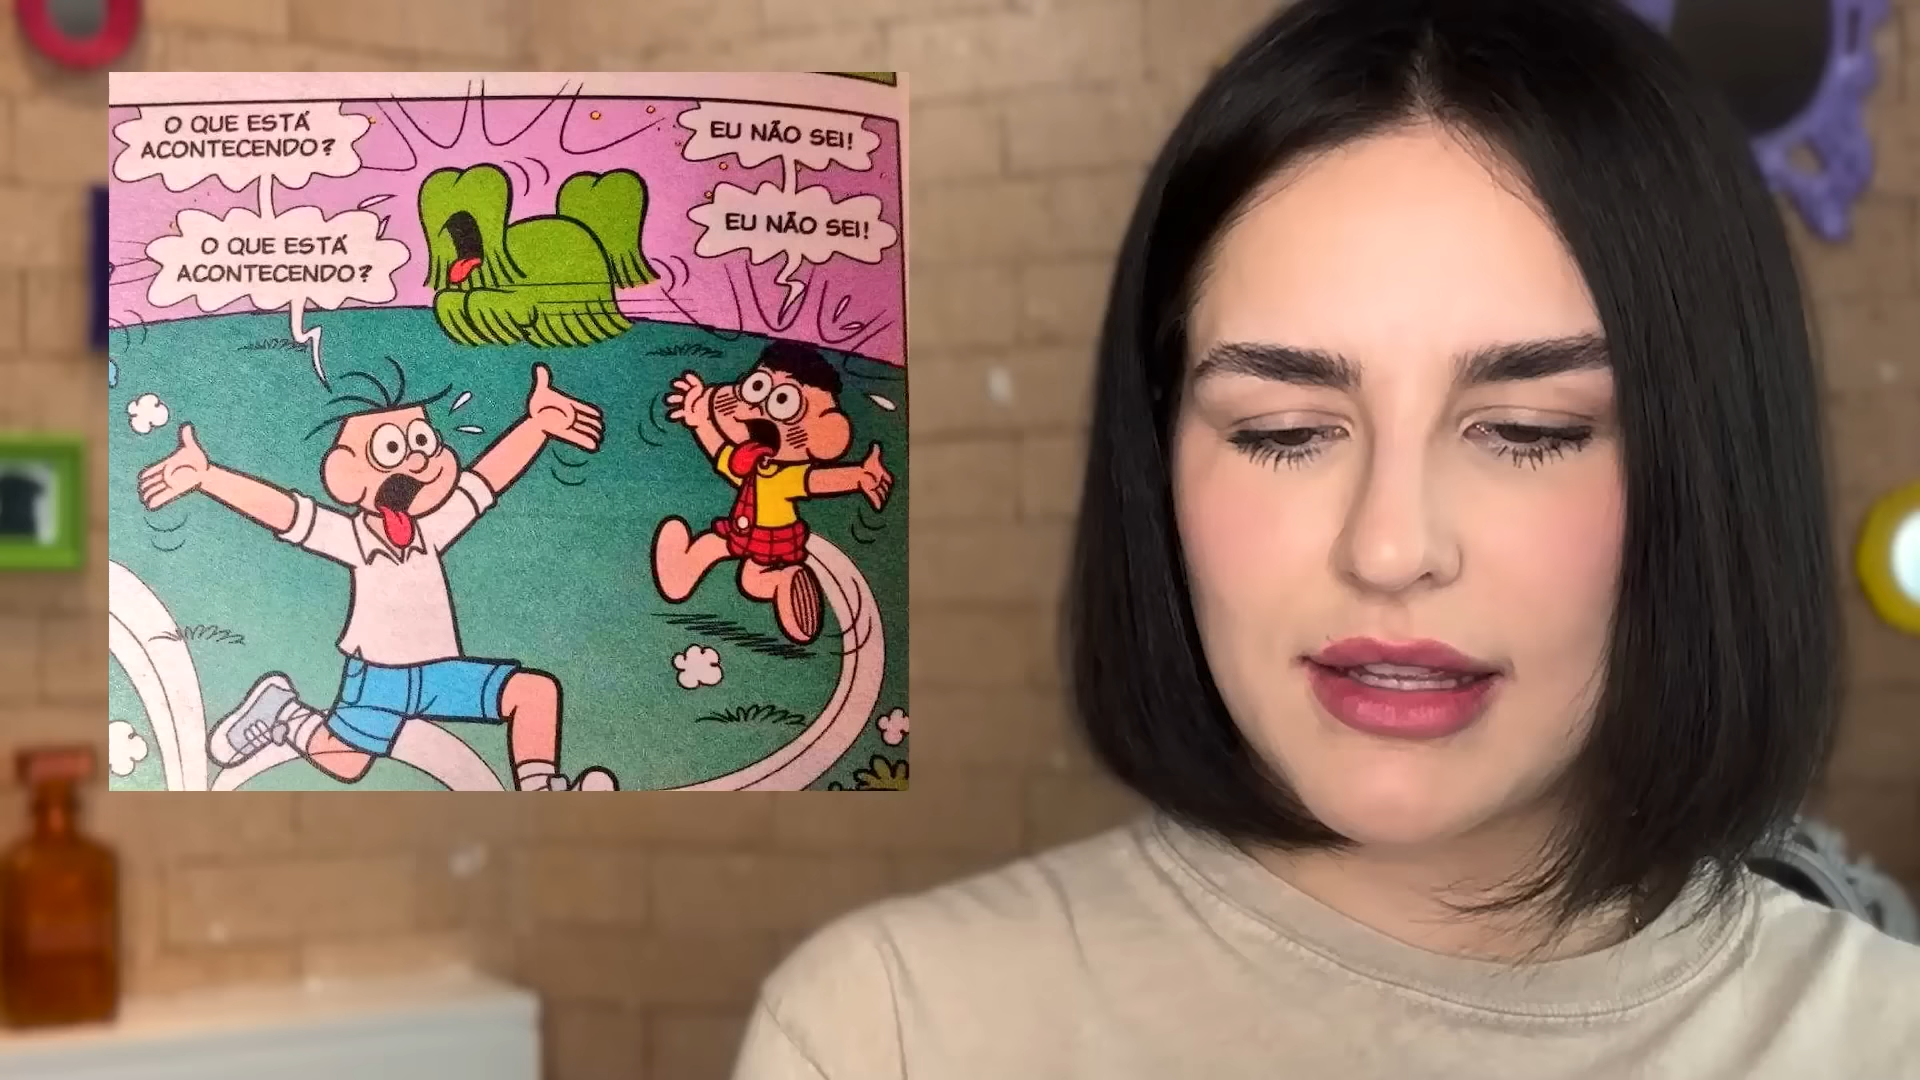 O QUE ESTÁ
ACONTECENDO?
O QUE ESTÁ
ACONTECENDO?
EU NÃO SEI!
EU NÃO SEI!